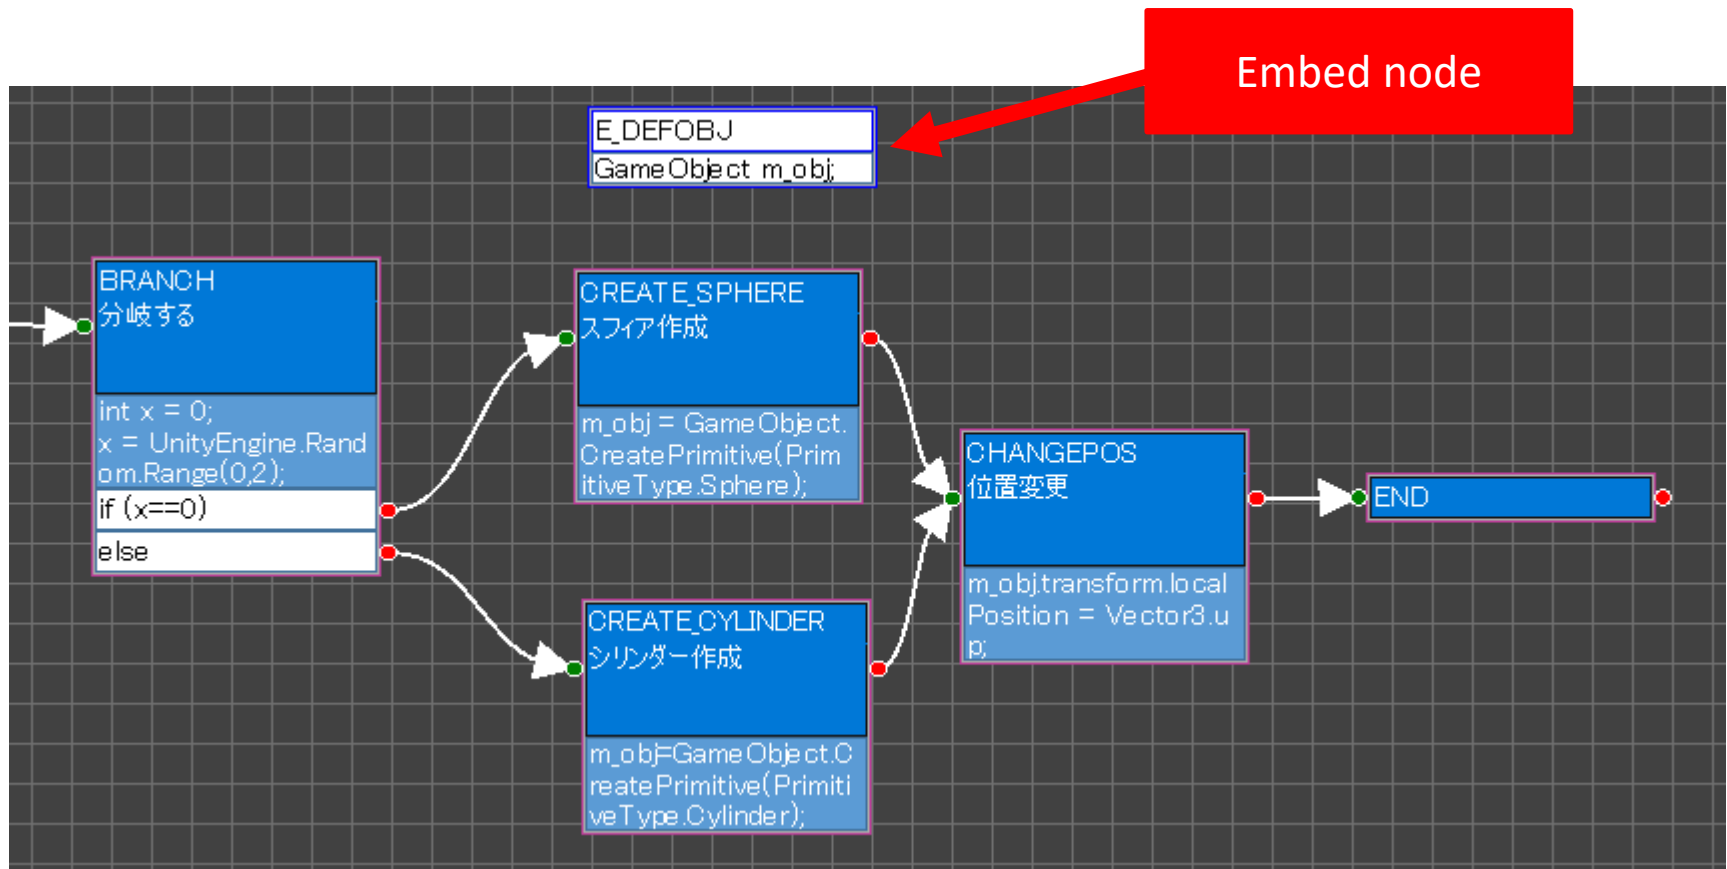 Embed node
E_DEFOBJ
GameObject m_obj;
BRANCH
分岐する
int x = 0;
x = UnityEngine.Rand
om.Range(0,2);
if (x==0)
else
CREATE_SPHERE
スフィア作成
m_obj = GameObject.
CreatePrimitive(Prim
itiveType.Sphere);
CREATE_CYLINDER
シリンダー作成
m_obj=GameObject.C
reatePrimitive(Primiti
veType.Cylinder);
CHANGEPOS
位置変更
m_obj.transform.local
Position = Vector3.u
p;
END